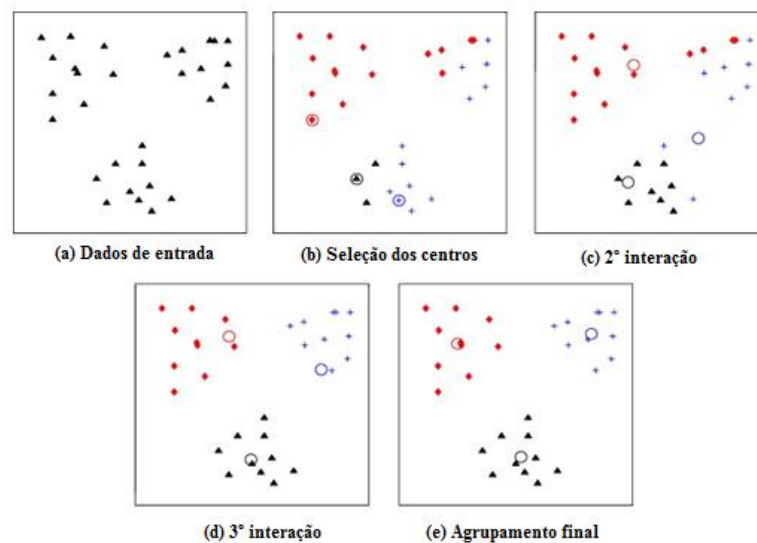 (a) Dados de entrada
(b) Seleção dos centros
(c) 2° interação
(d) 3° interação
(e) Agrupamento final